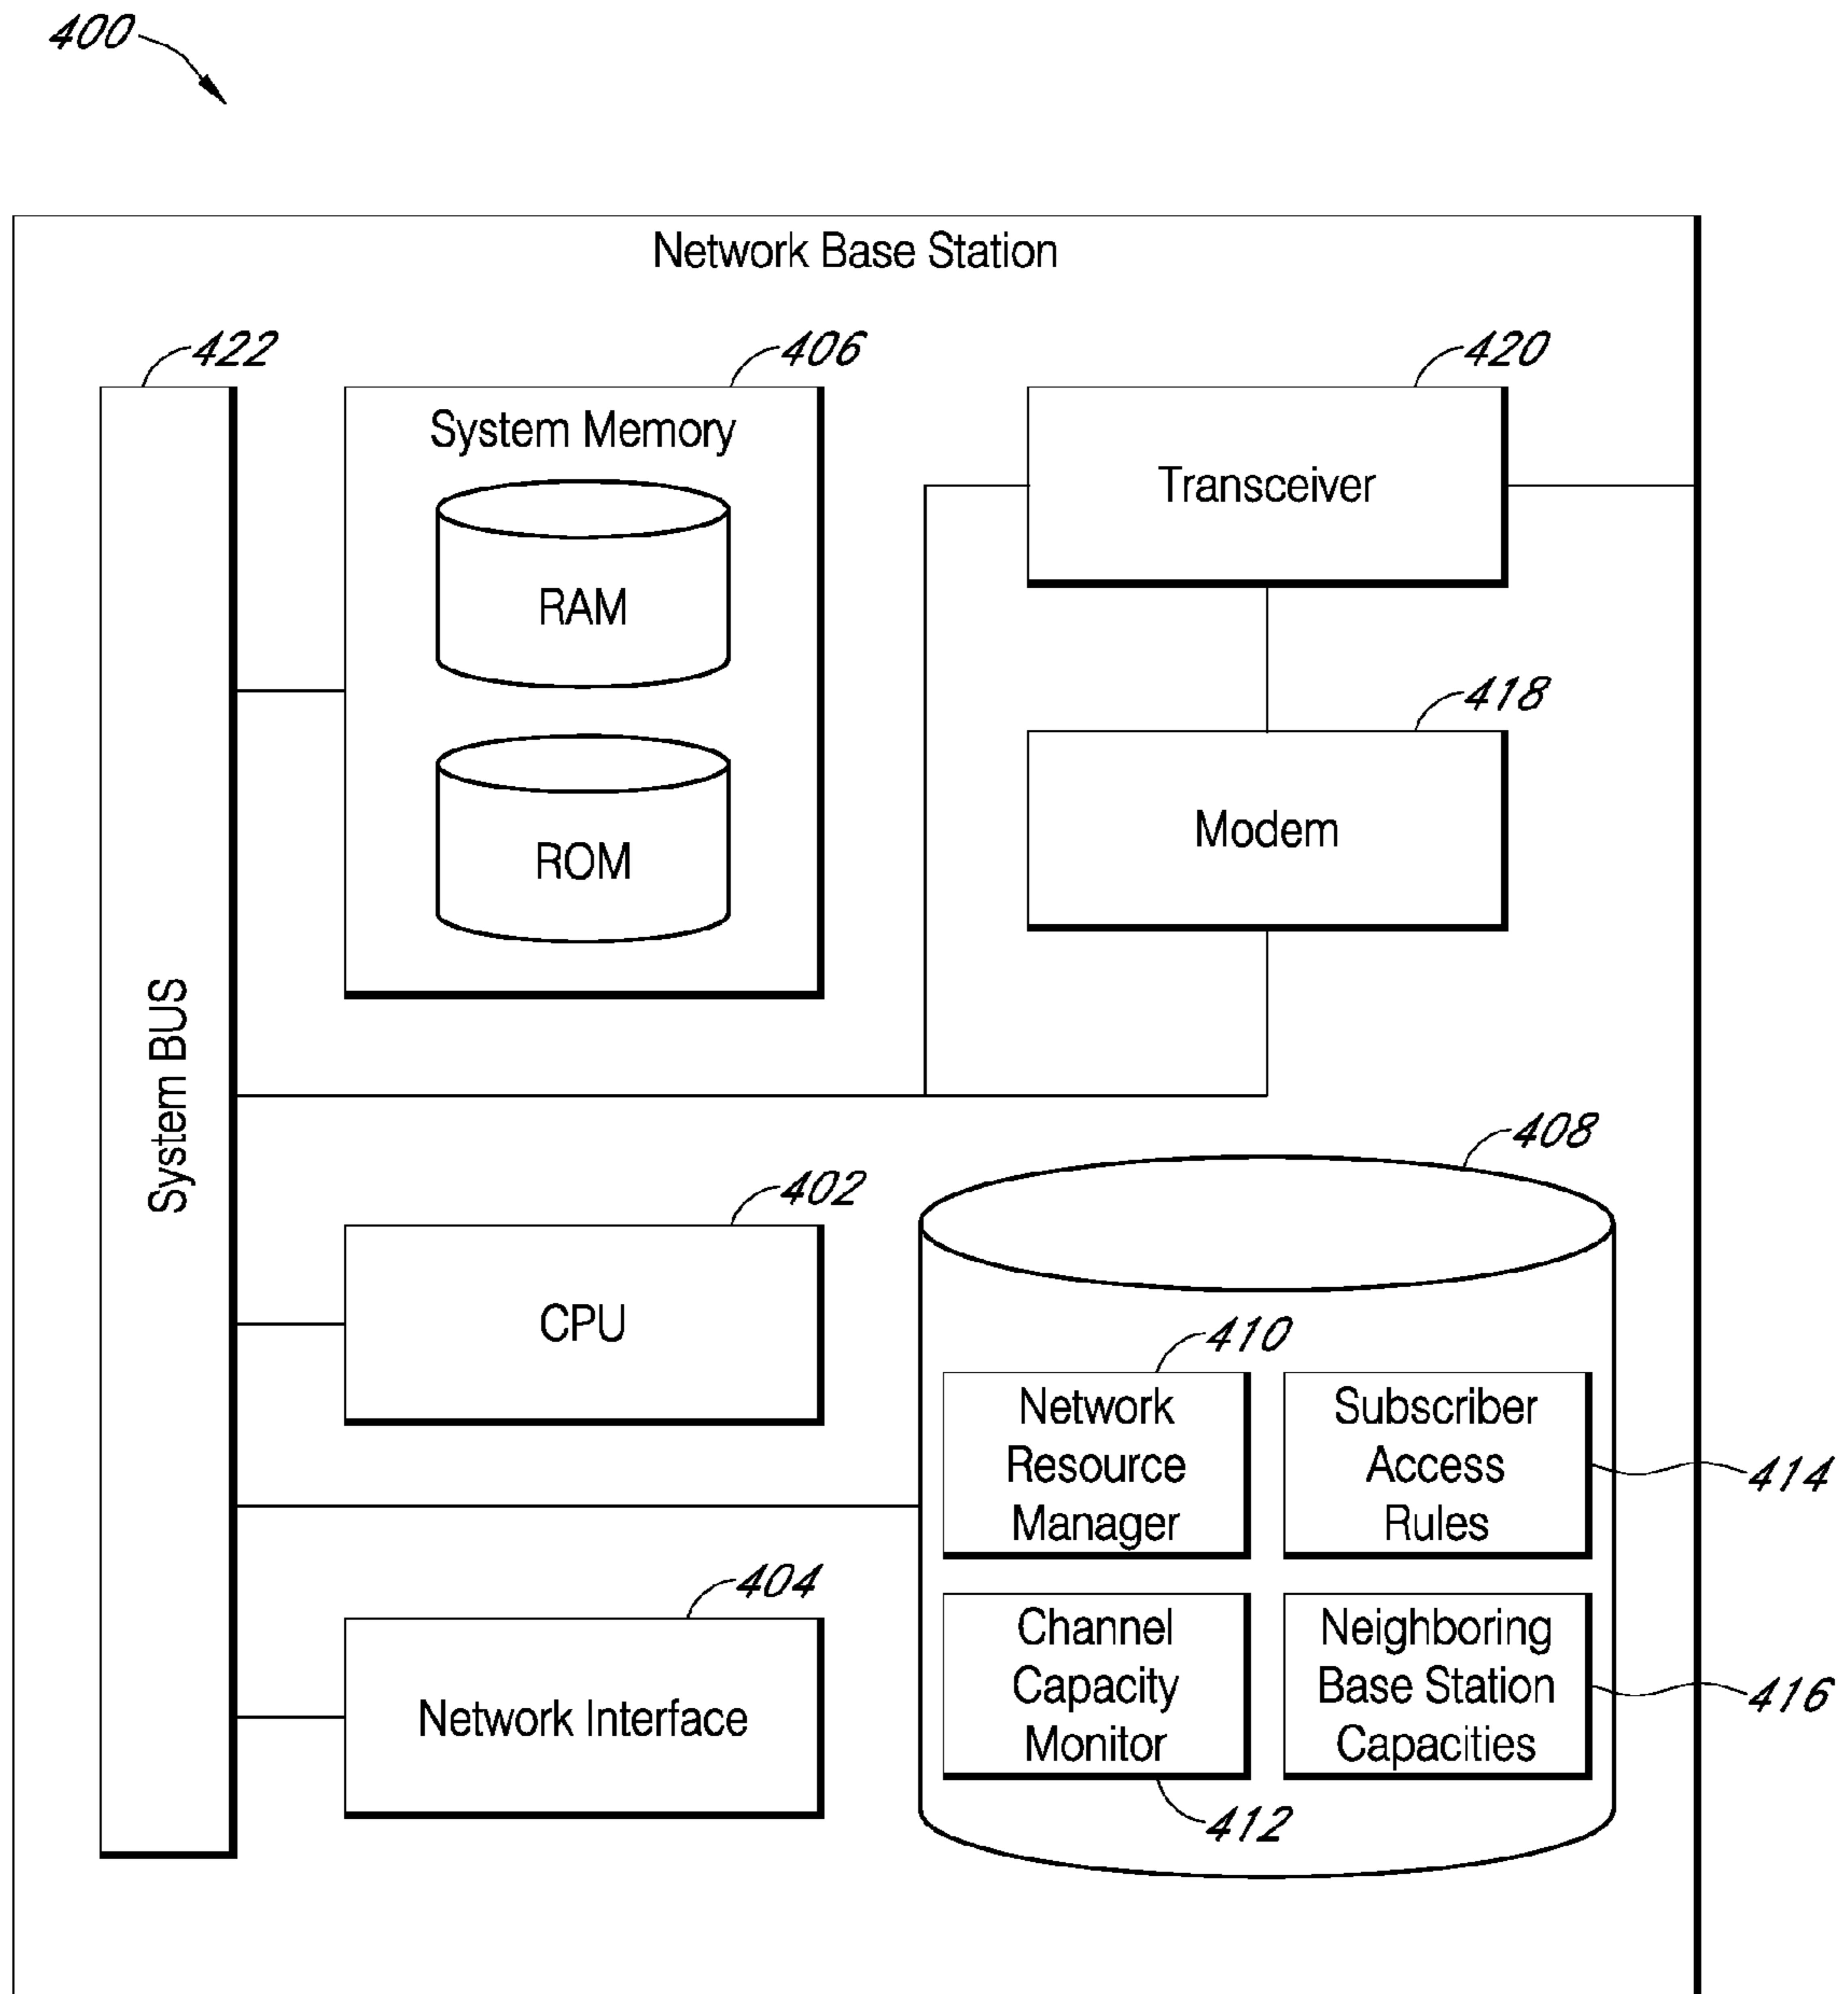 400
Network Base Station
422
406
420
System Memory
Transceiver
RAM
418
Modem
ROM
System BUS
408
402
CPU
410
Network
Resource
Manager
Subscriber
Access
Rules
414
404
Network Interface
Channel
Capacity
Monitor
Neighboring
Base Station
Capacities
416
412